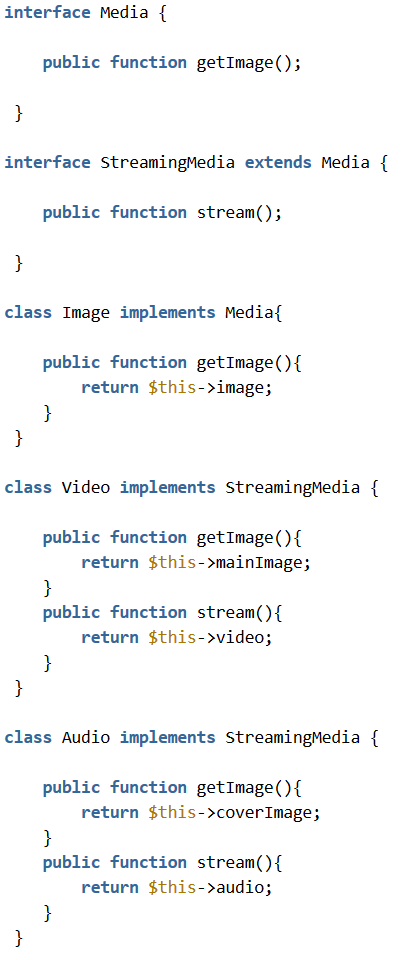 interface Media {
    public function getImage();
 }
interface StreamingMedia extends Media {
    public function stream();
 }
class Image implements Media{
    public function getImage(){
        return $this->image;
    }
 }
class Video implements StreamingMedia {
    public function getImage(){
        return $this->mainImage;
    }
    public function stream(){
        return $this->video;
    }
 }
class Audio implements StreamingMedia {
    public function getImage(){
        return $this->coverImage;
    }
    public function stream(){
        return $this->audio;
    }
 }